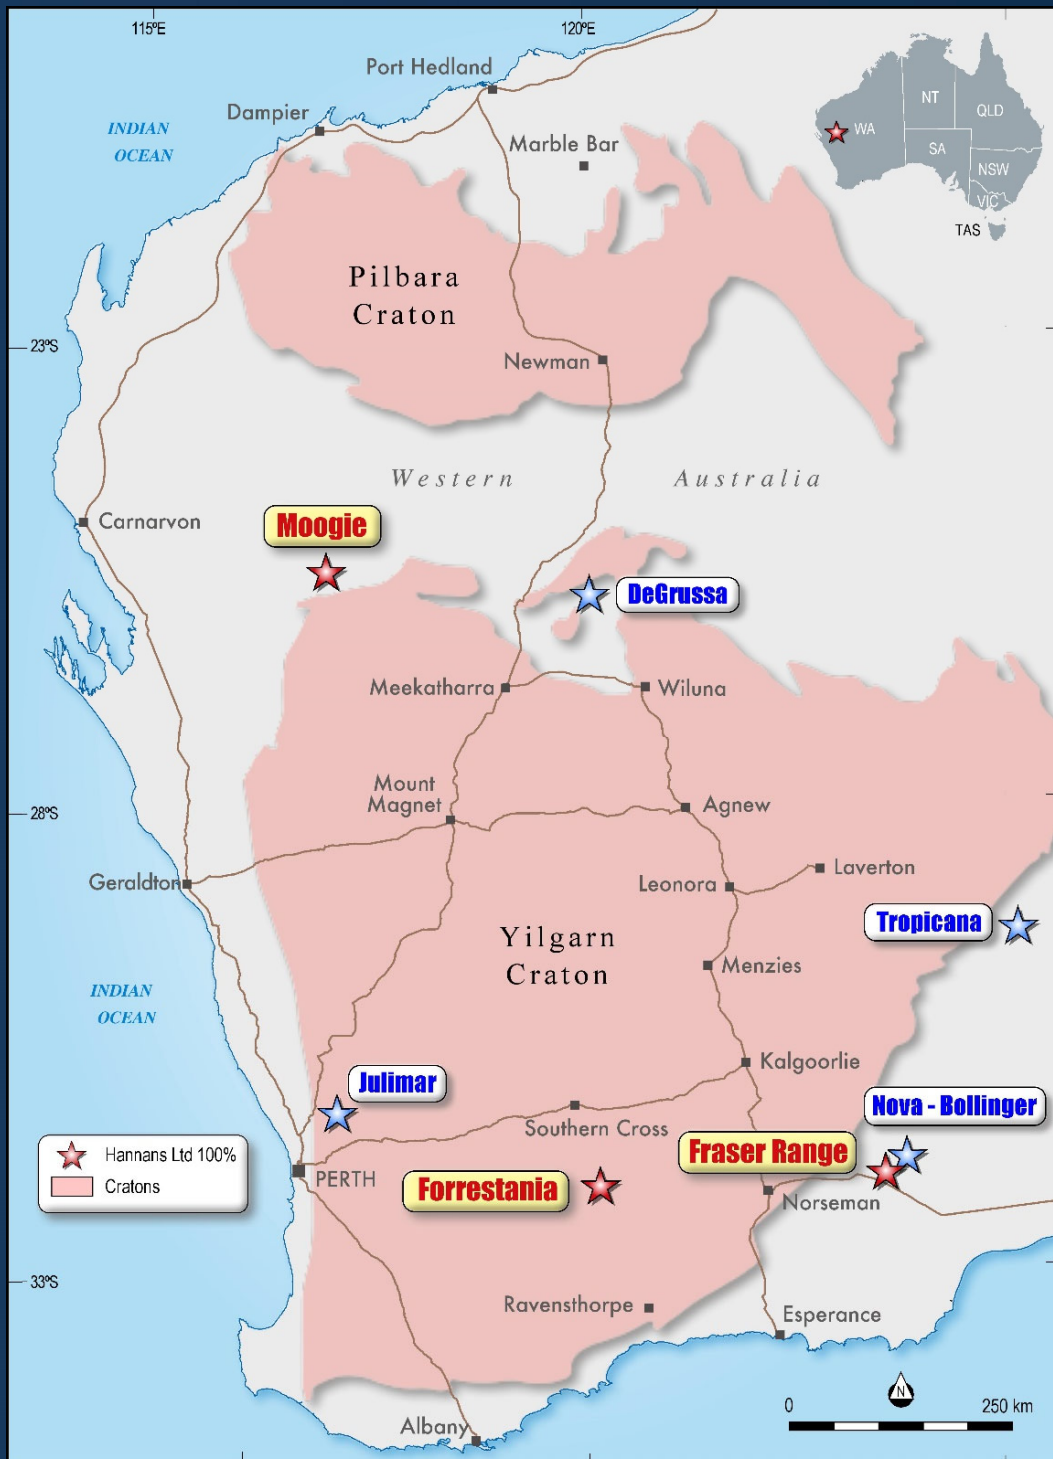 115°E
120°E
Port Hedland
Dampier
INDIAN
OCEAN
Marble Bar
NT
QLD
WA
SA
NSW
VIC
TAS
Pilbara
Craton
23°S
Newman
Western Australia
Carnarvon
Moogie
DeGrussa
Meekatharra
Wiluna
Mount
Magnet
Agnew
28°S
Geraldton
Leonora
Laverton
Tropicana
Yilgarn
Craton
Menzies
INDIAN
OCEAN
Kalgoorlie
Julimar
Nova - Bollinger
Southern Cross
Fraser Range
Hannans Ltd 100%
Cratons
PERTH
Forrestania
Norseman
33°S
Ravensthorpe
Esperance
N
0 250 km
Albany